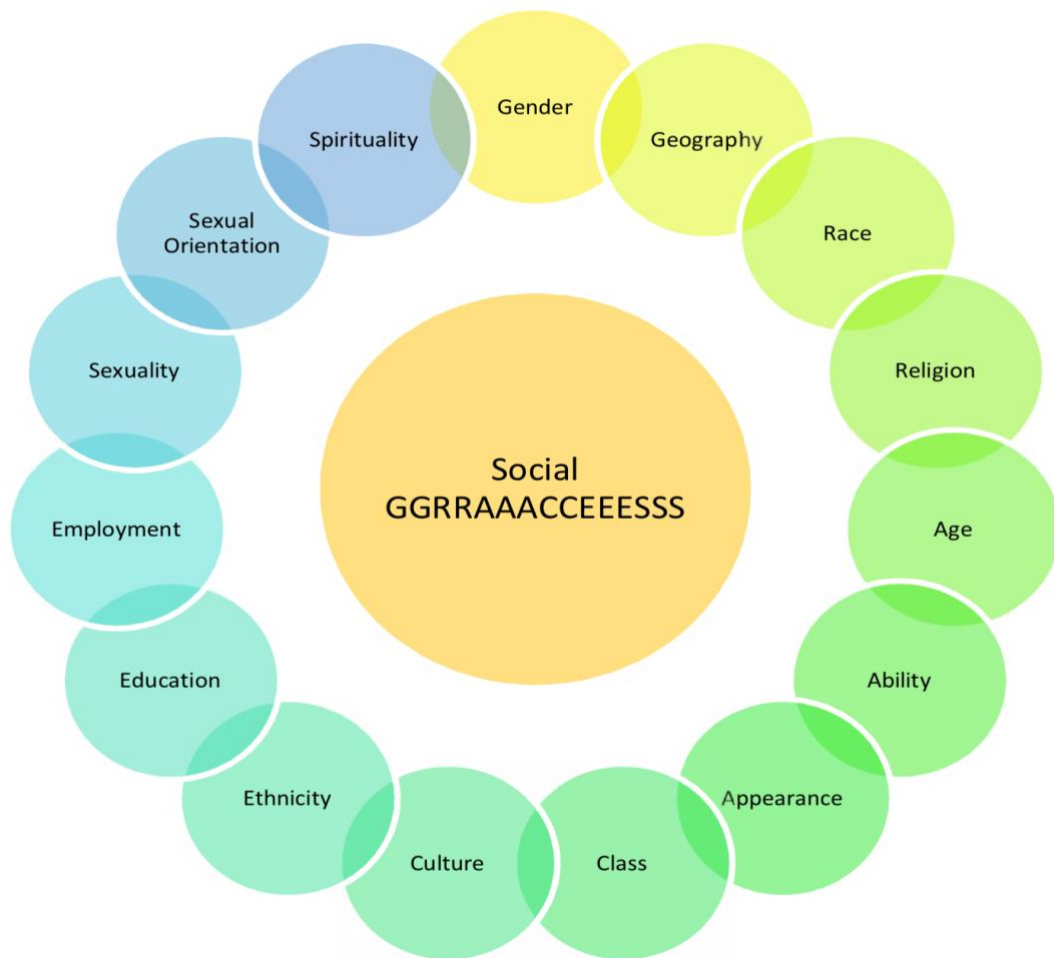 Social
GGRRAAACCEEESSS
Gender
Geography
Race
Religion
Age
Ability
Appearance
Class
Culture
Ethnicity
Education
Employment
Sexuality
Sexual
Orientation
Spirituality